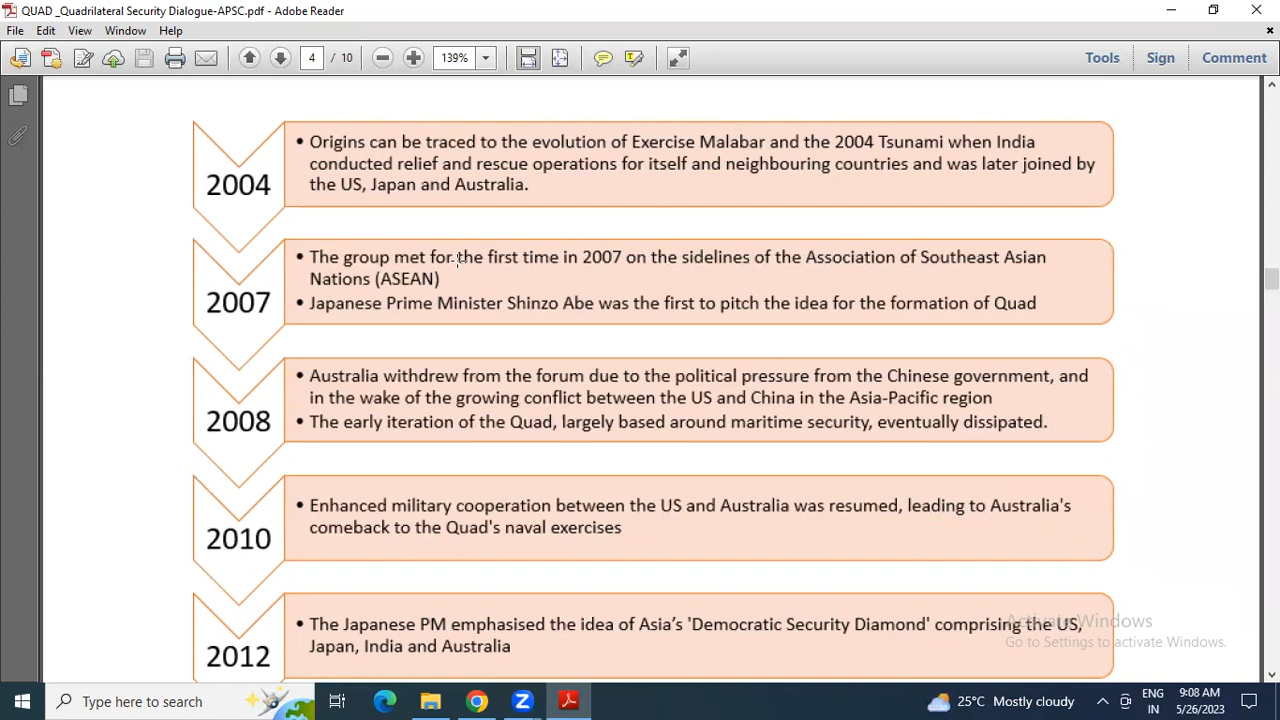 QUAD _Quadrilateral Security Dialogue-APSC.pdf - Adobe Reader
File Edit View Window Help
4 / 10 139% Tools Sign Comment
2004
• Origins can be traced to the evolution of Exercise Malabar and the 2004 Tsunami when India
conducted relief and rescue operations for itself and neighbouring countries and was later joined by
the US, Japan and Australia.
2007
• The group met for the first time in 2007 on the sidelines of the Association of Southeast Asian
Nations (ASEAN)
• Japanese Prime Minister Shinzo Abe was the first to pitch the idea for the formation of Quad
2008
• Australia withdrew from the forum due to the political pressure from the Chinese government, and
in the wake of the growing conflict between the US and China in the Asia-Pacific region
• The early iteration of the Quad, largely based around maritime security, eventually dissipated.
2010
• Enhanced military cooperation between the US and Australia was resumed, leading to Australia's
comeback to the Quad's naval exercises
2012
• The Japanese PM emphasised the idea of Asia’s 'Democratic Security Diamond' comprising the US,
Japan, India and Australia
Activate Windows
Go to Settings to activate Windows.
Type here to search
25°C Mostly cloudy
ENG
IN
9:08 AM
5/26/2023